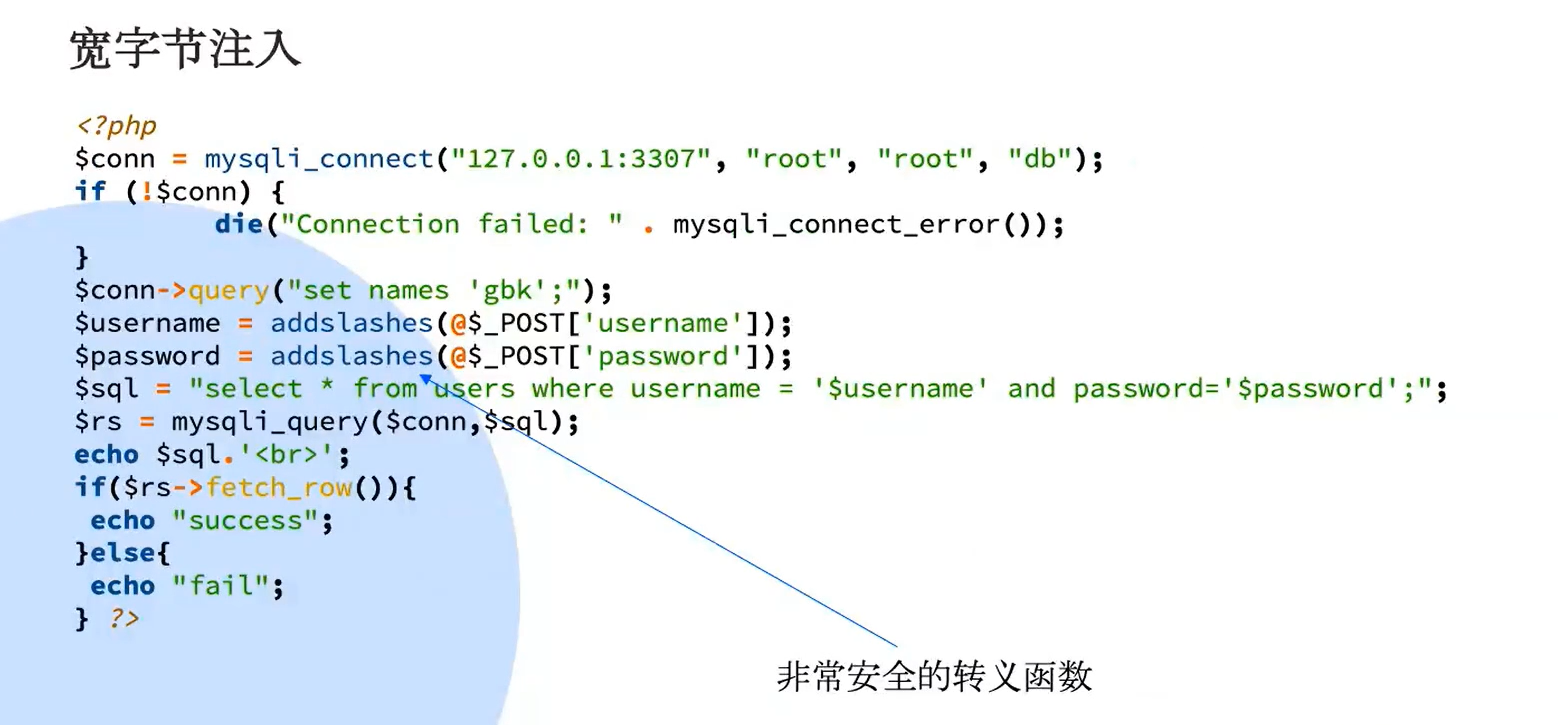 宽字节注入
<?php
$conn = mysqli_connect("127.0.0.1:3307", "root", "root", "db");
if (!$conn) {
die("Connection failed: " . mysqli_connect_error());
}
$conn->query("set names 'gbk';");
$username = addslashes(@$_POST['username']);
$password = addslashes(@$_POST['password']);
$sql = "select * from users where username = '$username' and password='$password';";
$rs = mysqli_query($conn,$sql);
echo $sql.'<br>';
if($rs->fetch_row()){
echo "success";
}else{
echo "fail";
} ?>
非常安全的转义函数